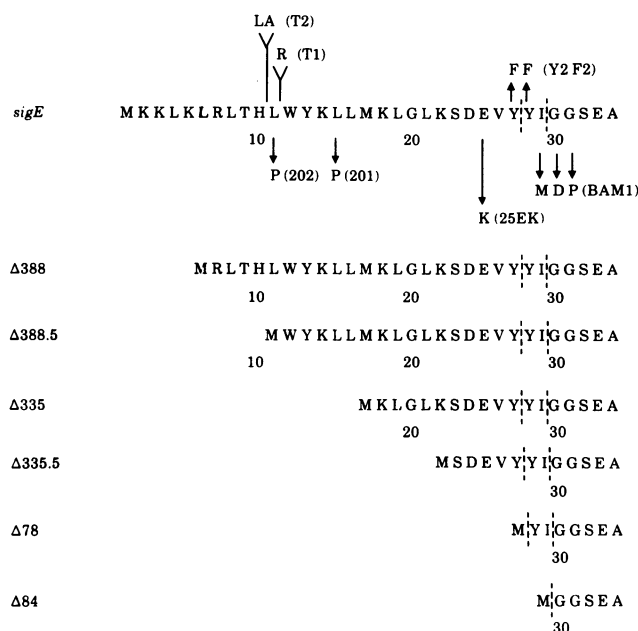 LA (T2)
R (T1)
F F (Y2 F2)
sigE M K K L K L R L T H L W Y K L L M K L G L K S D E V Y Y I G G S E A
10 20 30
P (202) P (201)
M D P (BAM1)
K (25EK)
Δ388 M R L T H L W Y K L L M K L G L K S D E V Y Y I G G S E A
10 20 30
Δ388.5 M W Y K L L M K L G L K S D E V Y Y I G G S E A
10 20 30
Δ335 M K L G L K S D E V Y Y I G G S E A
20 30
Δ335.5 M S D E V Y Y I G G S E A
30
Δ78 M Y I G G S E A
30
Δ84 M G G S E A
30